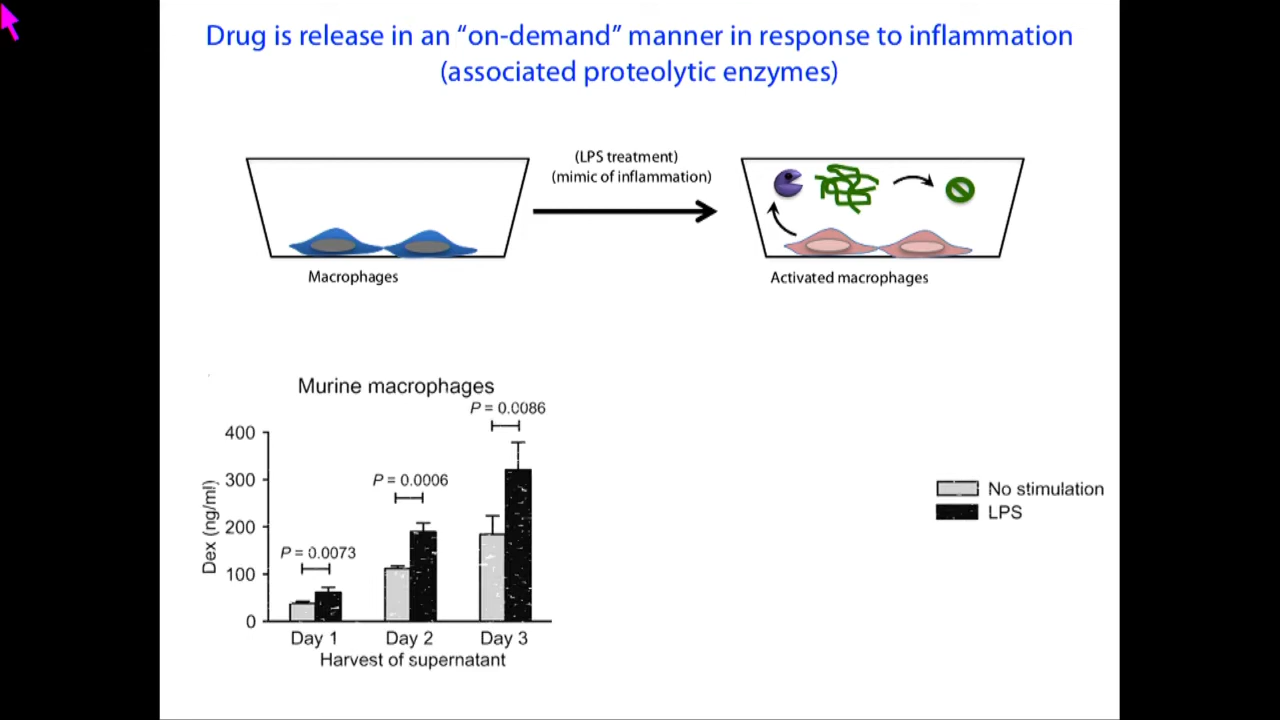 Drug is release in an “on-demand” manner in response to inflammation
(associated proteolytic enzymes)
(LPS treatment)
(mimic of inflammation)
Macrophages
Activated macrophages
Murine macrophages
P = 0.0086
P = 0.0006
P = 0.0073
Dex (ng/ml)
400
300
200
100
0
Day 1
Day 2
Day 3
Harvest of supernatant
No stimulation
LPS